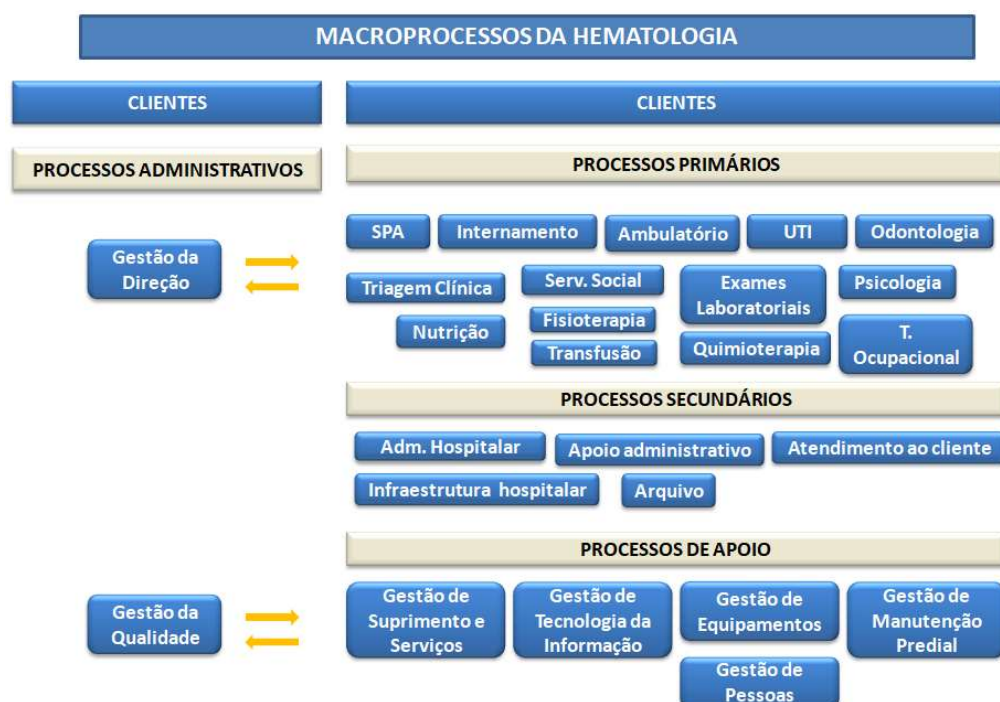 MACROPROCESSOS DA HEMATOLOGIA
CLIENTES
CLIENTES
PROCESSOS ADMINISTRATIVOS
PROCESSOS PRIMÁRIOS
Gestão da
Direção
SPA
Internamento
Ambulatório
UTI
Odontologia
Triagem Clínica
Serv. Social
Exames
Laboratoriais
Psicologia
Nutrição
Fisioterapia
Transfusão
Quimioterapia
T.
Ocupacional
PROCESSOS SECUNDÁRIOS
Adm. Hospitalar
Apoio administrativo
Atendimento ao cliente
Infraestrutura hospitalar
Arquivo
PROCESSOS DE APOIO
Gestão da
Qualidade
Gestão de
Suprimento e
Serviços
Gestão de
Tecnologia da
Informação
Gestão de
Equipamentos
Gestão de
Manutenção
Predial
Gestão de
Pessoas